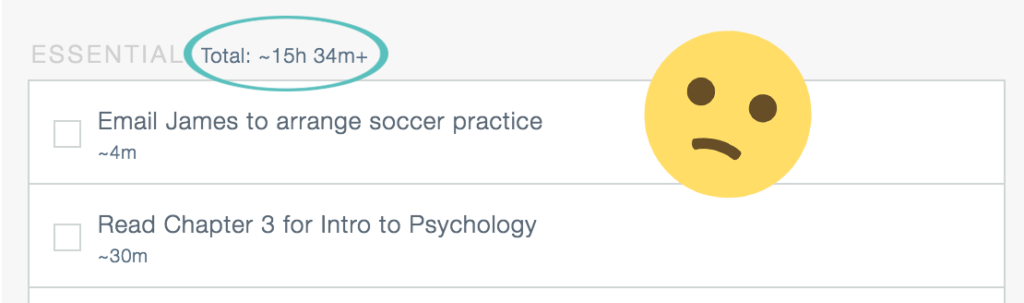 ESSENTIAL Total: ~15h 34m+
Email James to arrange soccer practice
~4m
Read Chapter 3 for Intro to Psychology
~30m